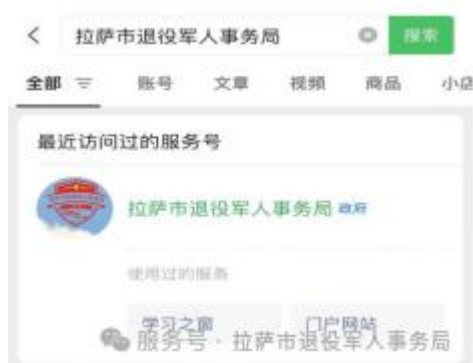 拉萨市退役军人事务局 搜索
全部 账号 文章 视频 商品 小店
最近访问过的服务号
拉萨市退役军人事务局 政府
使用过的服务
学习之窗 门户网站
服务号 · 拉萨市退役军人事务局